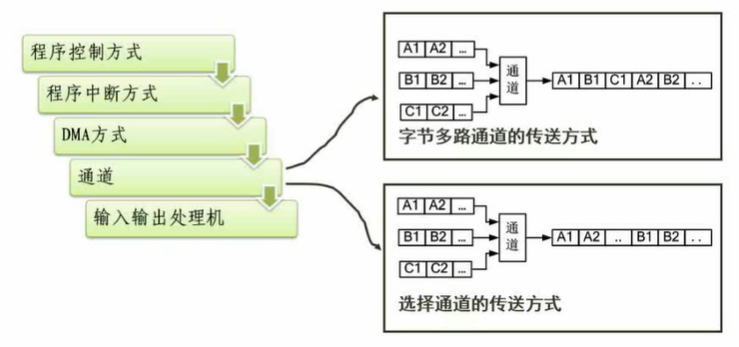 程序控制方式
程序中断方式
DMA方式
通道
输入输出处理机
A1 A2 ...
B1 B2 ...
C1 C2 ...
通道
A1 B1 C1 A2 B2 ..
字节多路通道的传送方式
A1 A2 ...
B1 B2 ...
C1 C2 ...
通道
A1 A2 .. B1 B2 ..
选择通道的传送方式